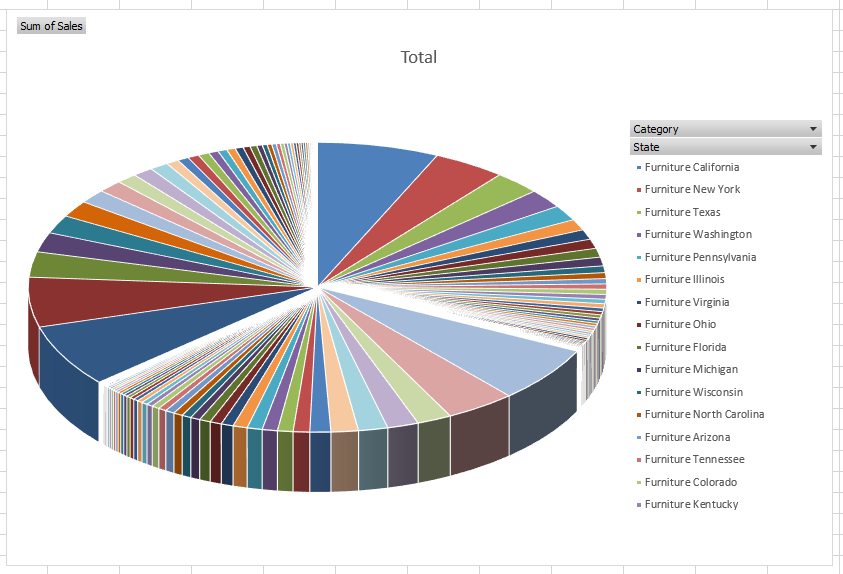 Sum of Sales
Total
Category
State
Furniture California
Furniture New York
Furniture Texas
Furniture Washington
Furniture Pennsylvania
Furniture Illinois
Furniture Virginia
Furniture Ohio
Furniture Florida
Furniture Michigan
Furniture Wisconsin
Furniture North Carolina
Furniture Arizona
Furniture Tennessee
Furniture Colorado
Furniture Kentucky